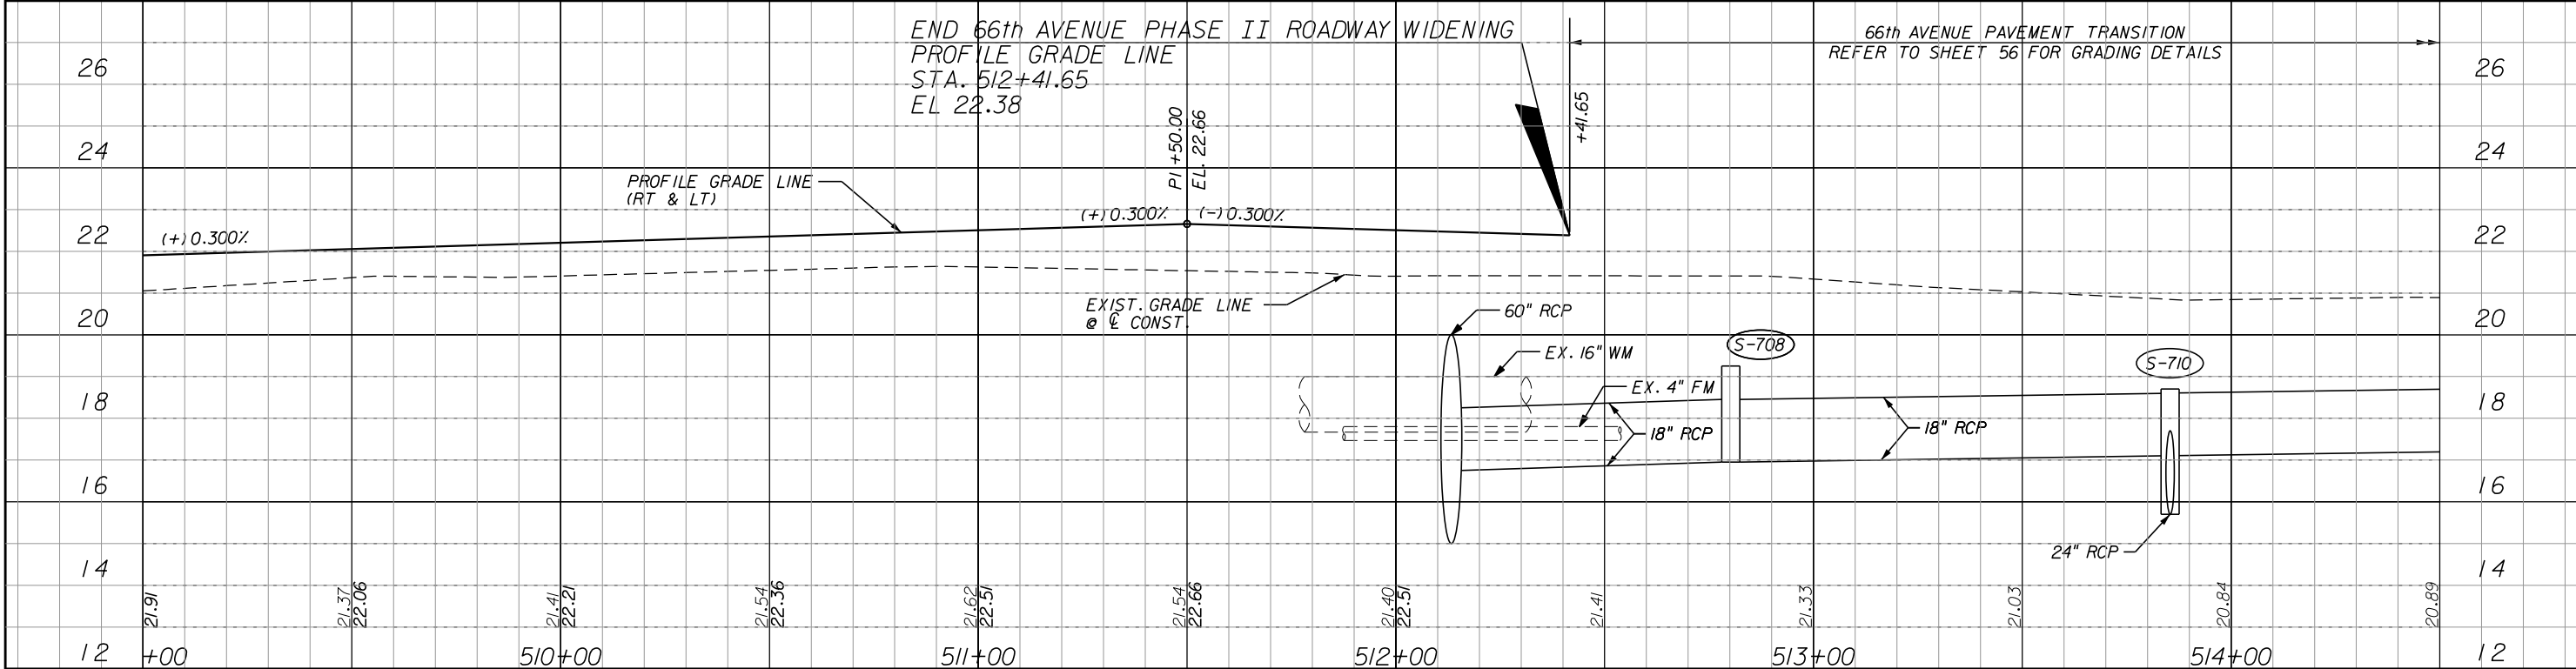 END 66th AVENUE PHASE II ROADWAY WIDENING
PROFILE GRADE LINE
STA. 512+41.65
EL 22.38
66th AVENUE PAVEMENT TRANSITION
REFER TO SHEET 56 FOR GRADING DETAILS
26
26
+41.65
PI +50.00
EL. 22.66
24
24
PROFILE GRADE LINE
(RT & LT)
(+)0.300%
(+)0.300%
(-)0.300%
22
22
EXIST. GRADE LINE
@ ℄ CONST.
20
20
60" RCP
EX. 16" WM
S-708
S-710
EX. 4" FM
18
18
18" RCP
18" RCP
16
16
24" RCP
14
14
21.91
21.37
22.06
21.41
22.21
21.54
22.36
21.62
22.51
21.54
22.66
21.40
22.51
21.41
21.33
21.03
20.84
20.89
12
+00
510+00
511+00
512+00
513+00
514+00
12